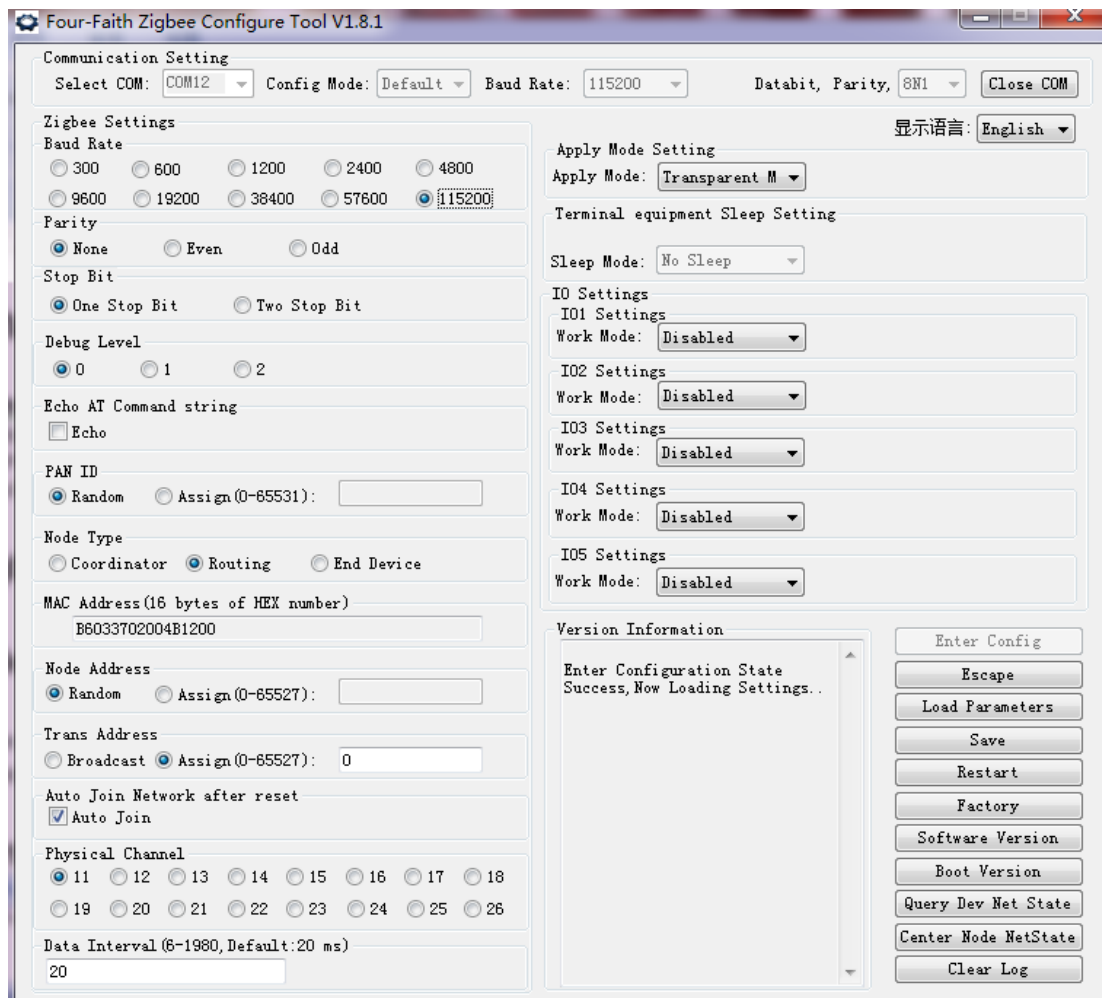 Four-Faith Zigbee Configure Tool V1.8.1
Communication Setting
Select COM: COM12 Config Mode: Default Baud Rate: 115200 Databit, Parity, 8N1 Close COM
显示语言: English
Zigbee Settings
Baud Rate
300 600 1200 2400 4800
9600 19200 38400 57600 115200
Parity
None Even Odd
Stop Bit
One Stop Bit Two Stop Bit
Debug Level
0 1 2
Echo AT Command string
Echo
PAN ID
Random Assign(0-65531):
Node Type
Coordinator Routing End Device
MAC Address(16 bytes of HEX number)
B6033702004B1200
Node Address
Random Assign(0-65527):
Trans Address
Broadcast Assign(0-65527): 0
Auto Join Network after reset
Auto Join
Physical Channel
11 12 13 14 15 16 17 18
19 20 21 22 23 24 25 26
Data Interval(6-1980,Default:20 ms)
20
Apply Mode Setting
Apply Mode: Transparent M
Terminal equipment Sleep Setting
Sleep Mode: No Sleep
IO Settings
IO1 Settings
Work Mode: Disabled
IO2 Settings
Work Mode: Disabled
IO3 Settings
Work Mode: Disabled
IO4 Settings
Work Mode: Disabled
IO5 Settings
Work Mode: Disabled
Version Information
Enter Configuration State
Success,Now Loading Settings..
Enter Config
Escape
Load Parameters
Save
Restart
Factory
Software Version
Boot Version
Query Dev Net State
Center Node NetState
Clear Log